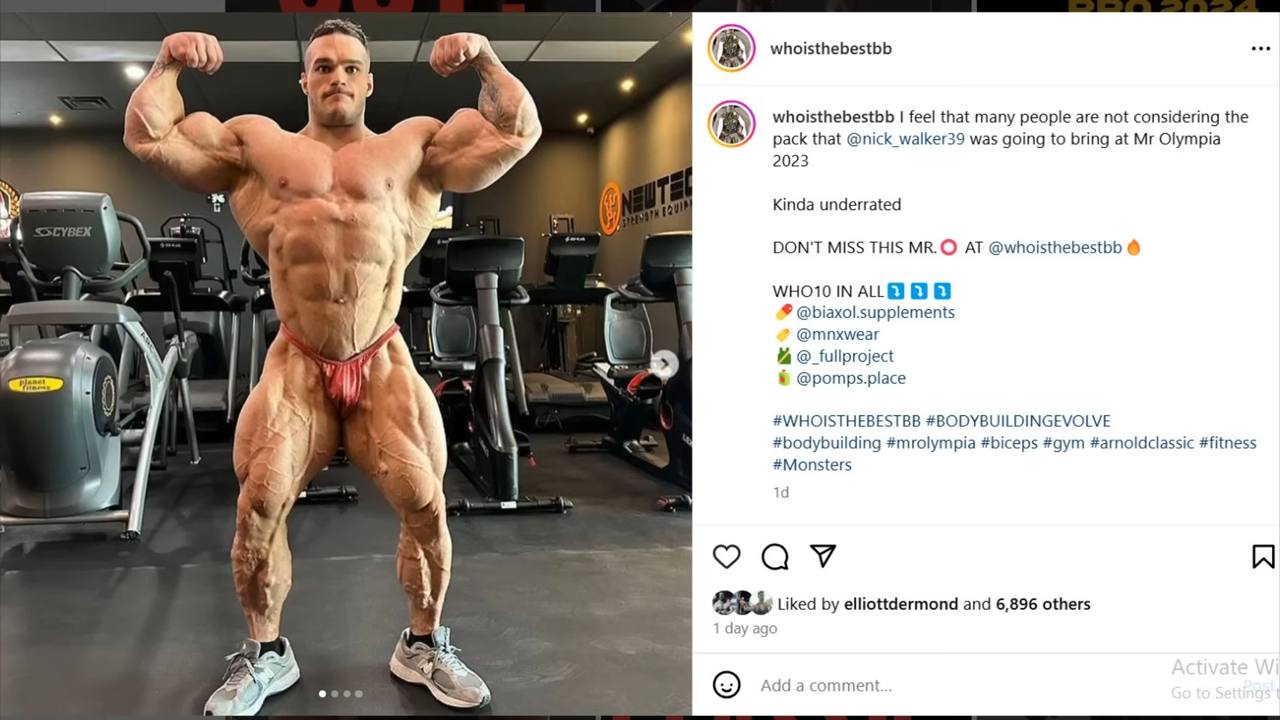 PRO 2024
whoisthebestbb
whoisthebestbb I feel that many people are not considering the
pack that @nick_walker39 was going to bring at Mr Olympia
2023
Kinda underrated
DON'T MISS THIS MR.⭕ AT @whoisthebestbb🔥
WHO10 IN ALL⤵️⤵️⤵️
💊@biaxol.supplements
@mnxwear
@_fullproject
@pomps.place
#WHOISTHEBESTBB #BODYBUILDINGEVOLVE
#bodybuilding #mrolympia #biceps #gym #arnoldclassic #fitness
#Monsters
1d
Liked by elliottdermond and 6,896 others
1 day ago
Add a comment...
Activate Wi
Go to Settings t
CYBEX
planet
fitness
NEWTEC
STRENGTH EQUIP